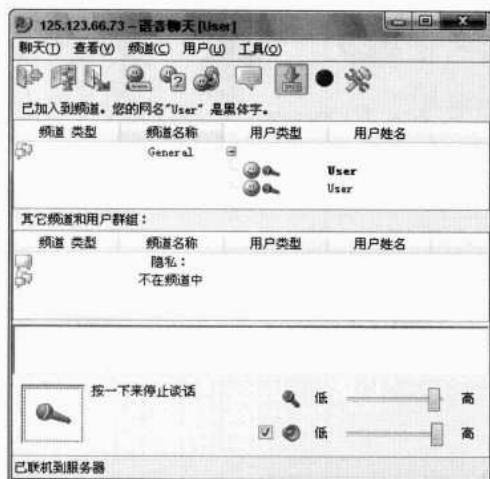 125.123.66.73 – 语音聊天 [User]
聊天(T) 查看(V) 频道(C) 用户(U) 工具(O)
已加入到频道。您的网名"User" 是黑体字。
频道 类型 频道名称 用户类型 用户姓名
General
User
User
其它频道和用户群组：
频道 类型 频道名称 用户类型 用户姓名
隐私：
不在频道中
按一下来停止谈话
低 高
低 高
已联机到服务器